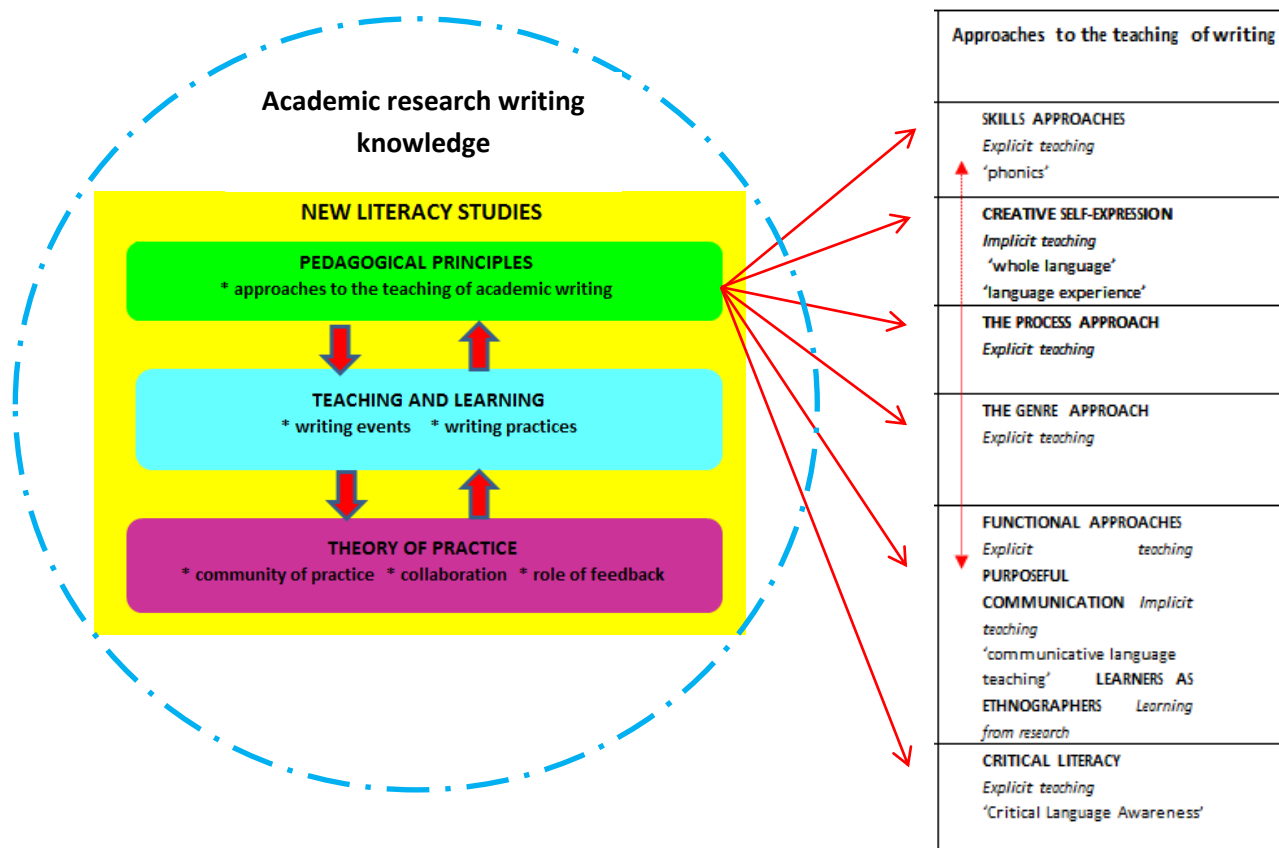 Academic research writing
knowledge
NEW LITERACY STUDIES
PEDAGOGICAL PRINCIPLES
* approaches to the teaching of academic writing
TEACHING AND LEARNING
* writing events * writing practices
THEORY OF PRACTICE
* community of practice * collaboration * role of feedback
Approaches to the teaching of writing
SKILLS APPROACHES
Explicit teaching
‘phonics’
CREATIVE SELF-EXPRESSION
Implicit teaching
‘whole language’
‘language experience’
THE PROCESS APPROACH
Explicit teaching
THE GENRE APPROACH
Explicit teaching
FUNCTIONAL APPROACHES
Explicit teaching
PURPOSEFUL
COMMUNICATION Implicit
teaching
‘communicative language
teaching’ LEARNERS AS
ETHNOGRAPHERS Learning
from research
CRITICAL LITERACY
Explicit teaching
‘Critical Language Awareness’